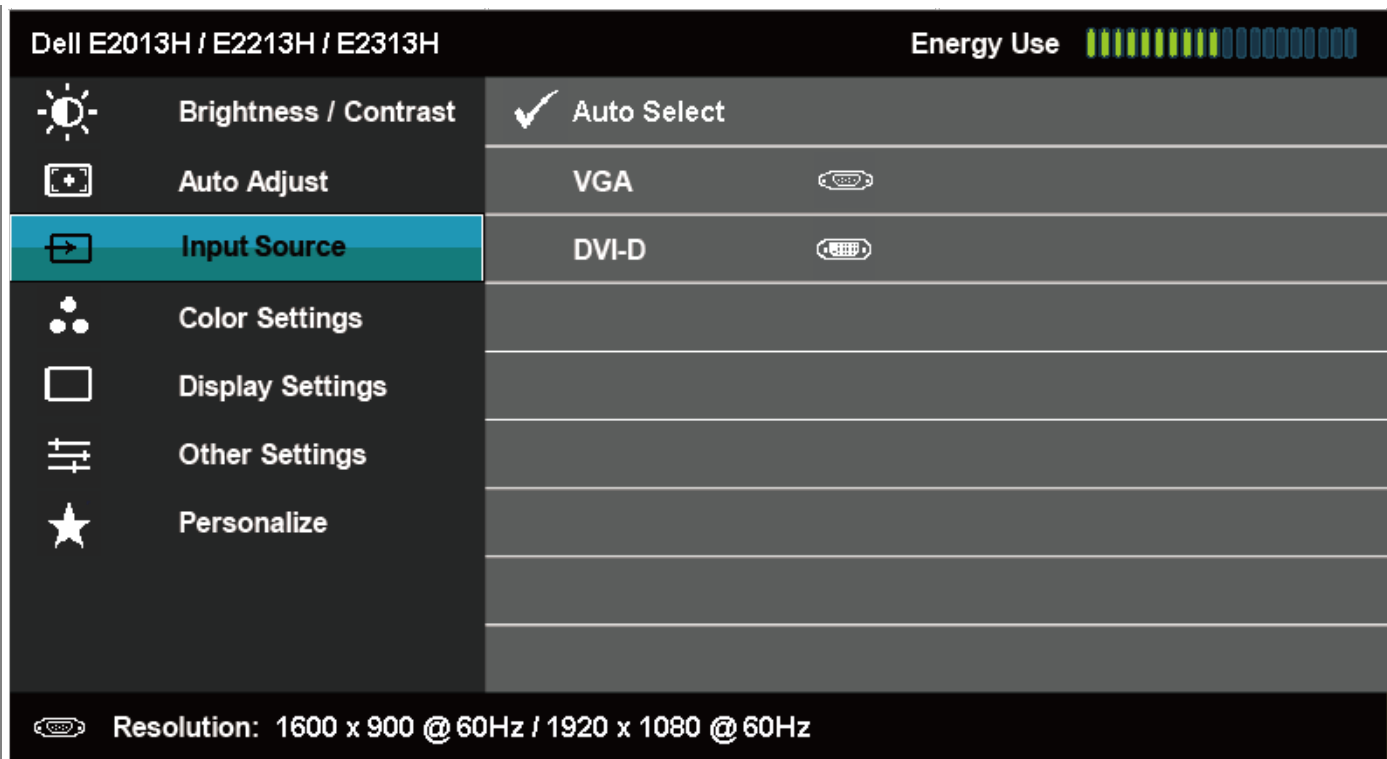 Dell E2013H / E2213H / E2313H Energy Use
Brightness / Contrast
Auto Adjust
Input Source
Color Settings
Display Settings
Other Settings
Personalize
Auto Select
VGA
DVI-D
Resolution: 1600 x 900 @ 60Hz / 1920 x 1080 @ 60Hz